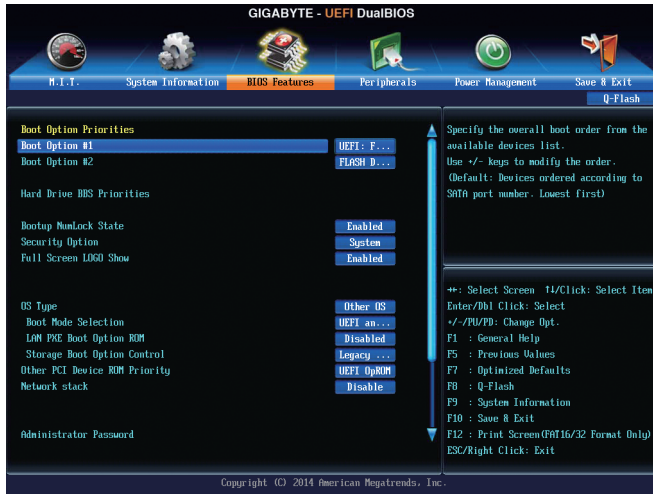 GIGABYTE - UEFI DualBIOS
M.I.T. System Information BIOS Features Peripherals Power Management Save & Exit
Q-Flash
Boot Option Priorities
Boot Option #1 UEFI: F...
Boot Option #2 FLASH D...
Hard Drive BBS Priorities
Bootup NumLock State Enabled
Security Option System
Full Screen LOGO Show Enabled
OS Type Other OS
Boot Mode Selection UEFI an...
LAN PXE Boot Option ROM Disabled
Storage Boot Option Control Legacy ...
Other PCI Device ROM Priority UEFI OpROM
Network stack Disable
Administrator Password
Specify the overall boot order from the
available devices list.
Use +/- keys to modify the order.
(Default: Devices ordered according to
SATA port number. Lowest first)
→←: Select Screen ↑↓/Click: Select Item
Enter/Dbl Click: Select
+/-/PU/PD: Change Opt.
F1 : General Help
F5 : Previous Values
F7 : Optimized Defaults
F8 : Q-Flash
F9 : System Information
F10 : Save & Exit
F12 : Print Screen(FAT16/32 Format Only)
ESC/Right Click: Exit
Copyright (C) 2014 American Megatrends, Inc.